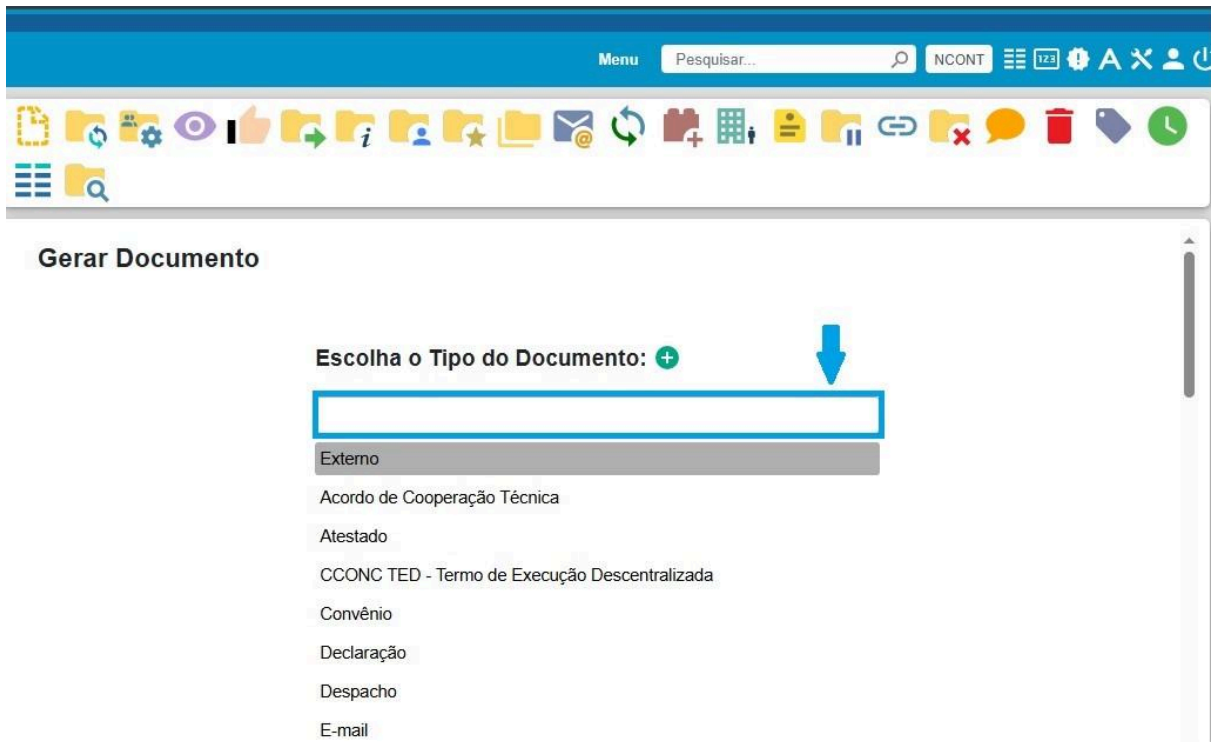 Menu Pesquisar... NCONT 123
Gerar Documento
Escolha o Tipo do Documento:
Externo
Acordo de Cooperação Técnica
Atestado
CCONC TED - Termo de Execução Descentralizada
Convênio
Declaração
Despacho
E-mail